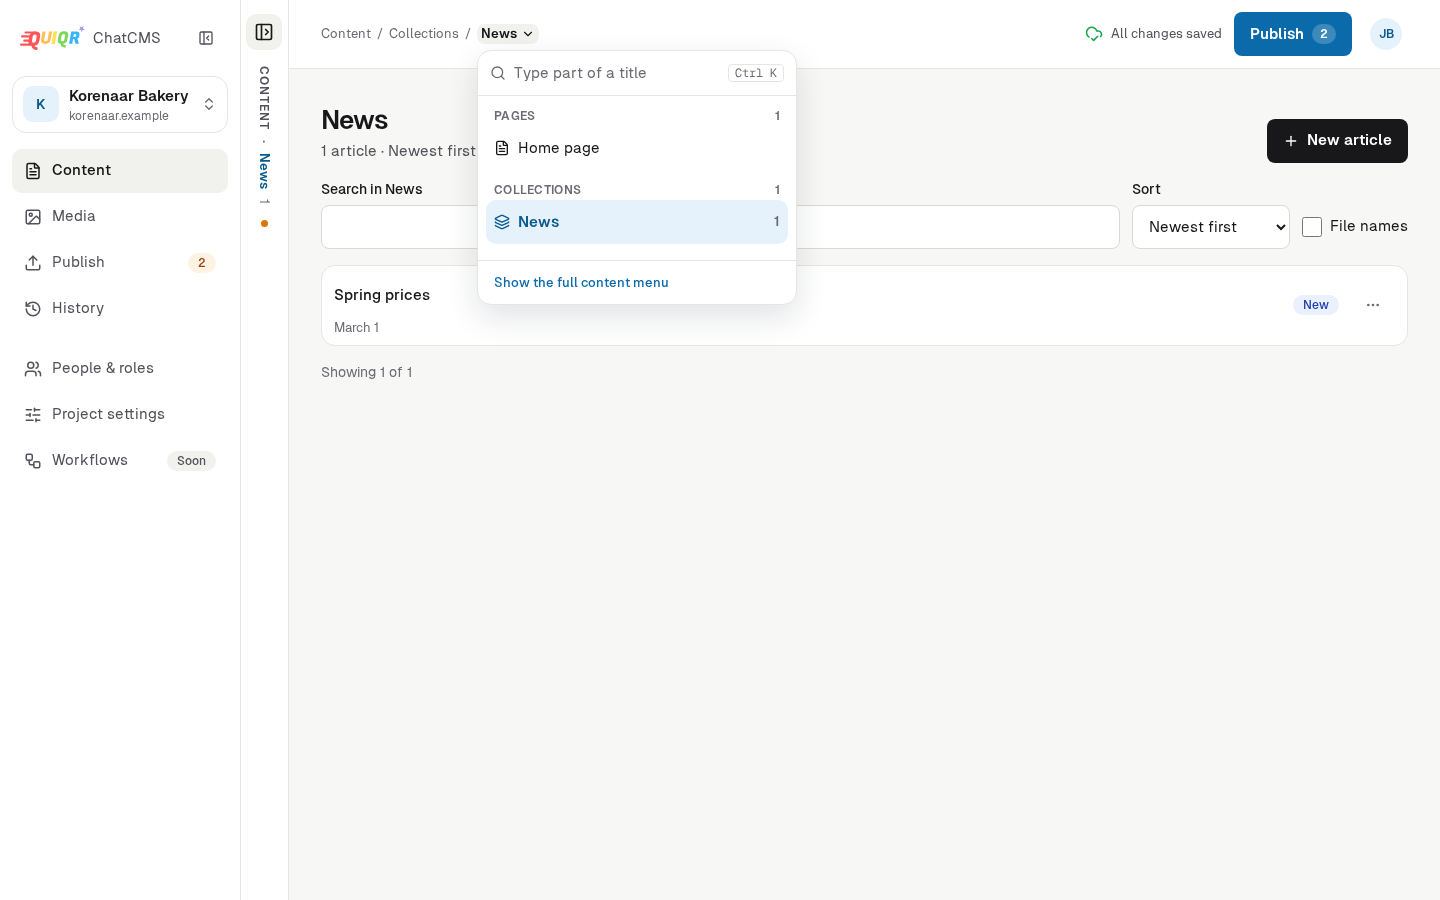 QUIQR ChatCMS
Korenaar Bakery
K
korenaar.example
Content
Media
Publish 2
History
People & roles
Project settings
Workflows Soon
CONTENT · News 1
Content / Collections / News
All changes saved
Publish 2
JB
Type part of a title Ctrl K
PAGES 1
Home page
COLLECTIONS 1
News 1
Show the full content menu
News
1 article · Newest first
New article
Search in News
Sort
Newest first
File names
Spring prices
March 1
New
Showing 1 of 1